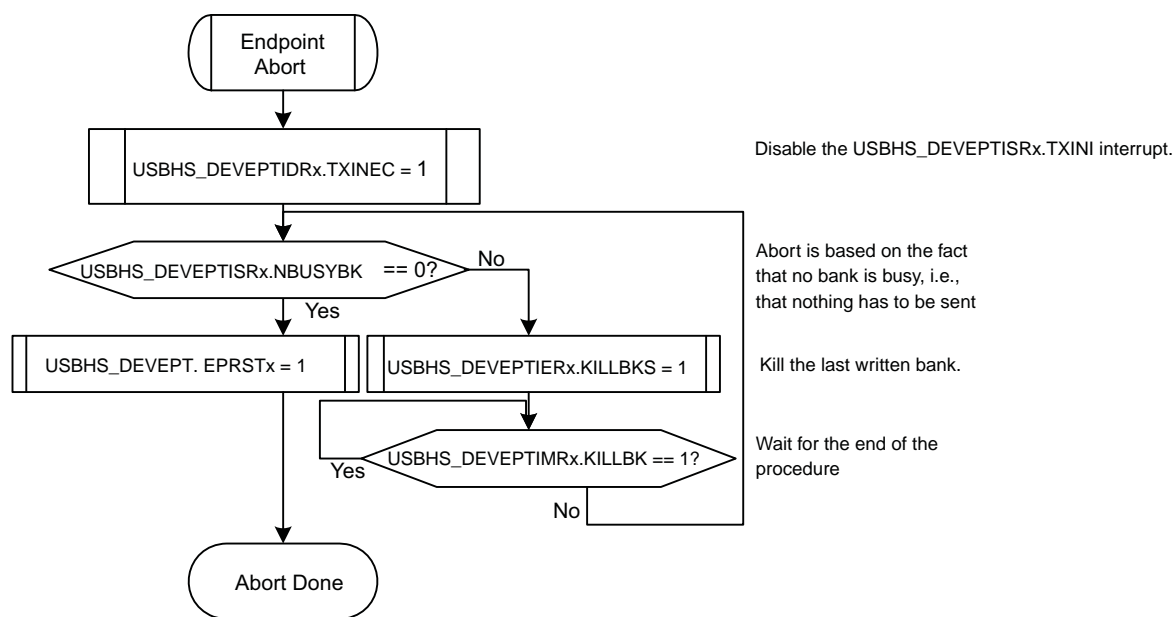 Endpoint
Abort
USBHS_DEVEPTIDRx.TXINEC = 1
Disable the USBHS_DEVEPTISRx.TXINI interrupt.
USBHS_DEVEPTISRx.NBUSYBK == 0?
No
Yes
Abort is based on the fact
that no bank is busy, i.e.,
that nothing has to be sent
USBHS_DEVEPT. EPRSTx = 1
USBHS_DEVEPTIERx.KILLBKS = 1
Kill the last written bank.
USBHS_DEVEPTIMRx.KILLBK == 1?
Yes
No
Wait for the end of the
procedure
Abort Done